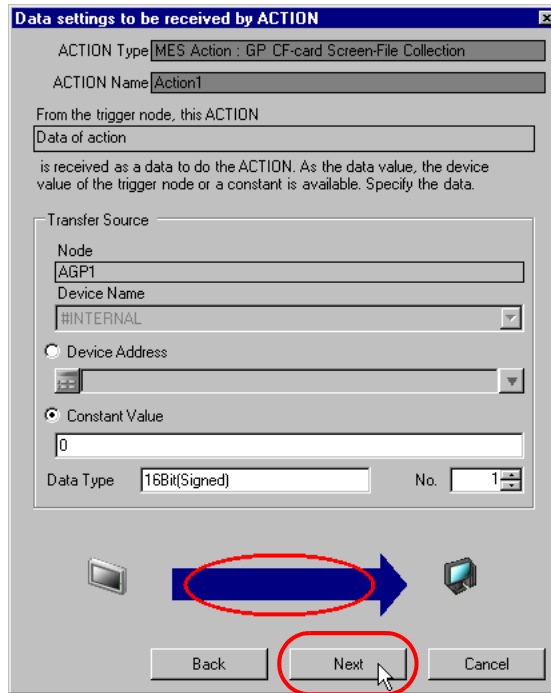 Data settings to be received by ACTION
ACTION Type MES Action : GP CF-card Screen-File Collection
ACTION Name Action1
From the trigger node, this ACTION
Data of action
is received as a data to do the ACTION. As the data value, the device
value of the trigger node or a constant is available. Specify the data.
Transfer Source
Node
AGP1
Device Name
#INTERNAL
Device Address
Constant Value
0
Data Type 16Bit(Signed) No. 1
Back Next Cancel